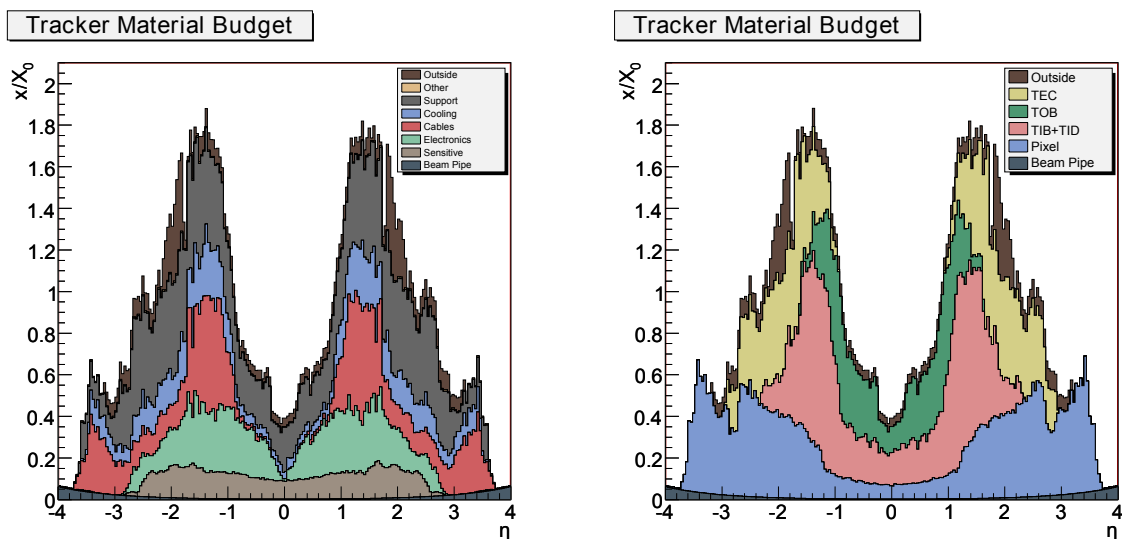 Tracker Material Budget
x/X0
2
1.8
1.6
1.4
1.2
1
0.8
0.6
0.4
0.2
0
-4 -3 -2 -1 0 1 2 3 4
η
Outside
Other
Support
Cooling
Cables
Electronics
Sensitive
Beam Pipe
Tracker Material Budget
x/X0
2
1.8
1.6
1.4
1.2
1
0.8
0.6
0.4
0.2
0
-4 -3 -2 -1 0 1 2 3 4
η
Outside
TEC
TOB
TIB+TID
Pixel
Beam Pipe